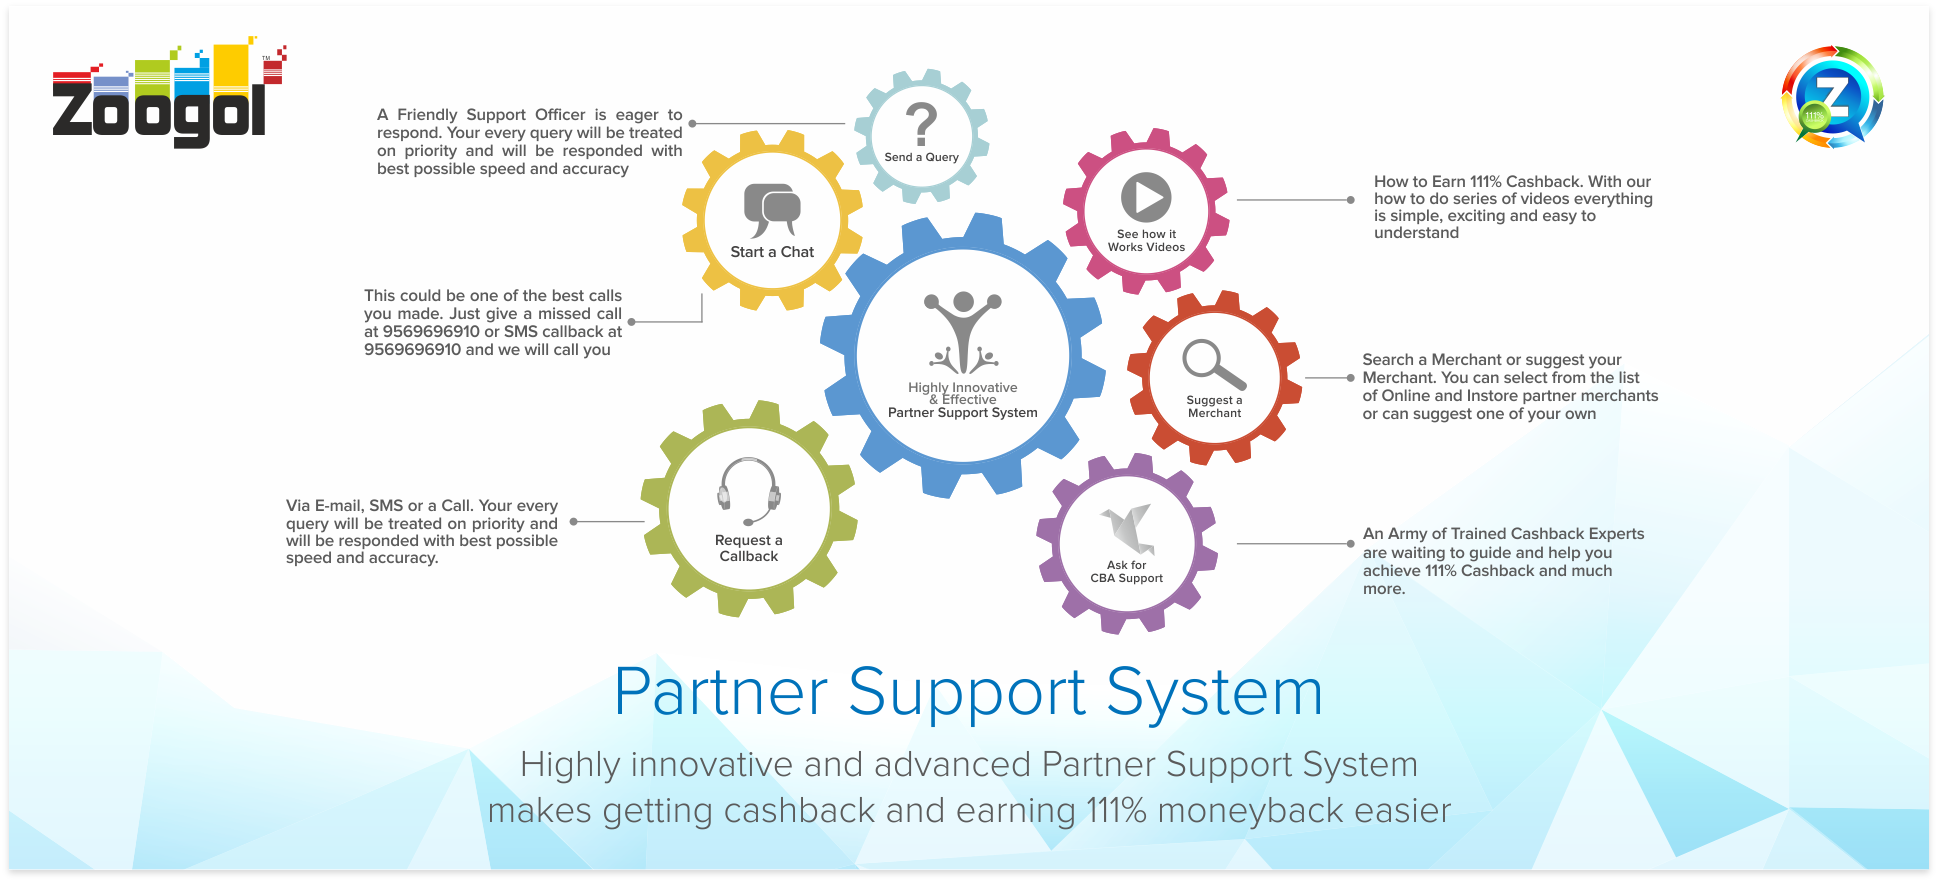 Zoogol
TM
Z
111%
A Friendly Support Officer is eager to
respond. Your every query will be treated
on priority and will be responded with
best possible speed and accuracy
?
Send a Query
Start a Chat
See how it
Works Videos
How to Earn 111% Cashback. With our
how to do series of videos everything
is simple, exciting and easy to
understand
This could be one of the best calls
you made. Just give a missed call
at 9569696910 or SMS callback at
9569696910 and we will call you
Highly Innovative
& Effective
Partner Support System
Suggest a
Merchant
Search a Merchant or suggest your
Merchant. You can select from the list
of Online and Instore partner merchants
or can suggest one of your own
Via E-mail, SMS or a Call. Your every
query will be treated on priority and
will be responded with best possible
speed and accuracy.
Request a
Callback
Ask for
CBA Support
An Army of Trained Cashback Experts
are waiting to guide and help you
achieve 111% Cashback and much
more.
Partner Support System
Highly innovative and advanced Partner Support System
makes getting cashback and earning 111% moneyback easier